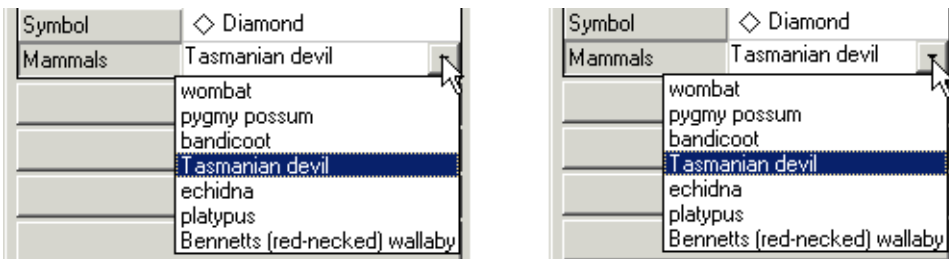 Symbol ◇ Diamond
Mammals Tasmanian devil
wombat
pygmy possum
bandicoot
Tasmanian devil
echidna
platypus
Bennetts (red-necked) wallaby
Symbol ◇ Diamond
Mammals Tasmanian devil
wombat
pygmy possum
bandicoot
Tasmanian devil
echidna
platypus
Bennetts (red-necked) wallaby